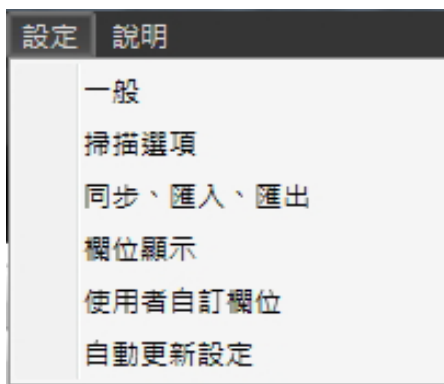 設定 說明
一般
掃描選項
同步、匯入、匯出
欄位顯示
使用者自訂欄位
自動更新設定